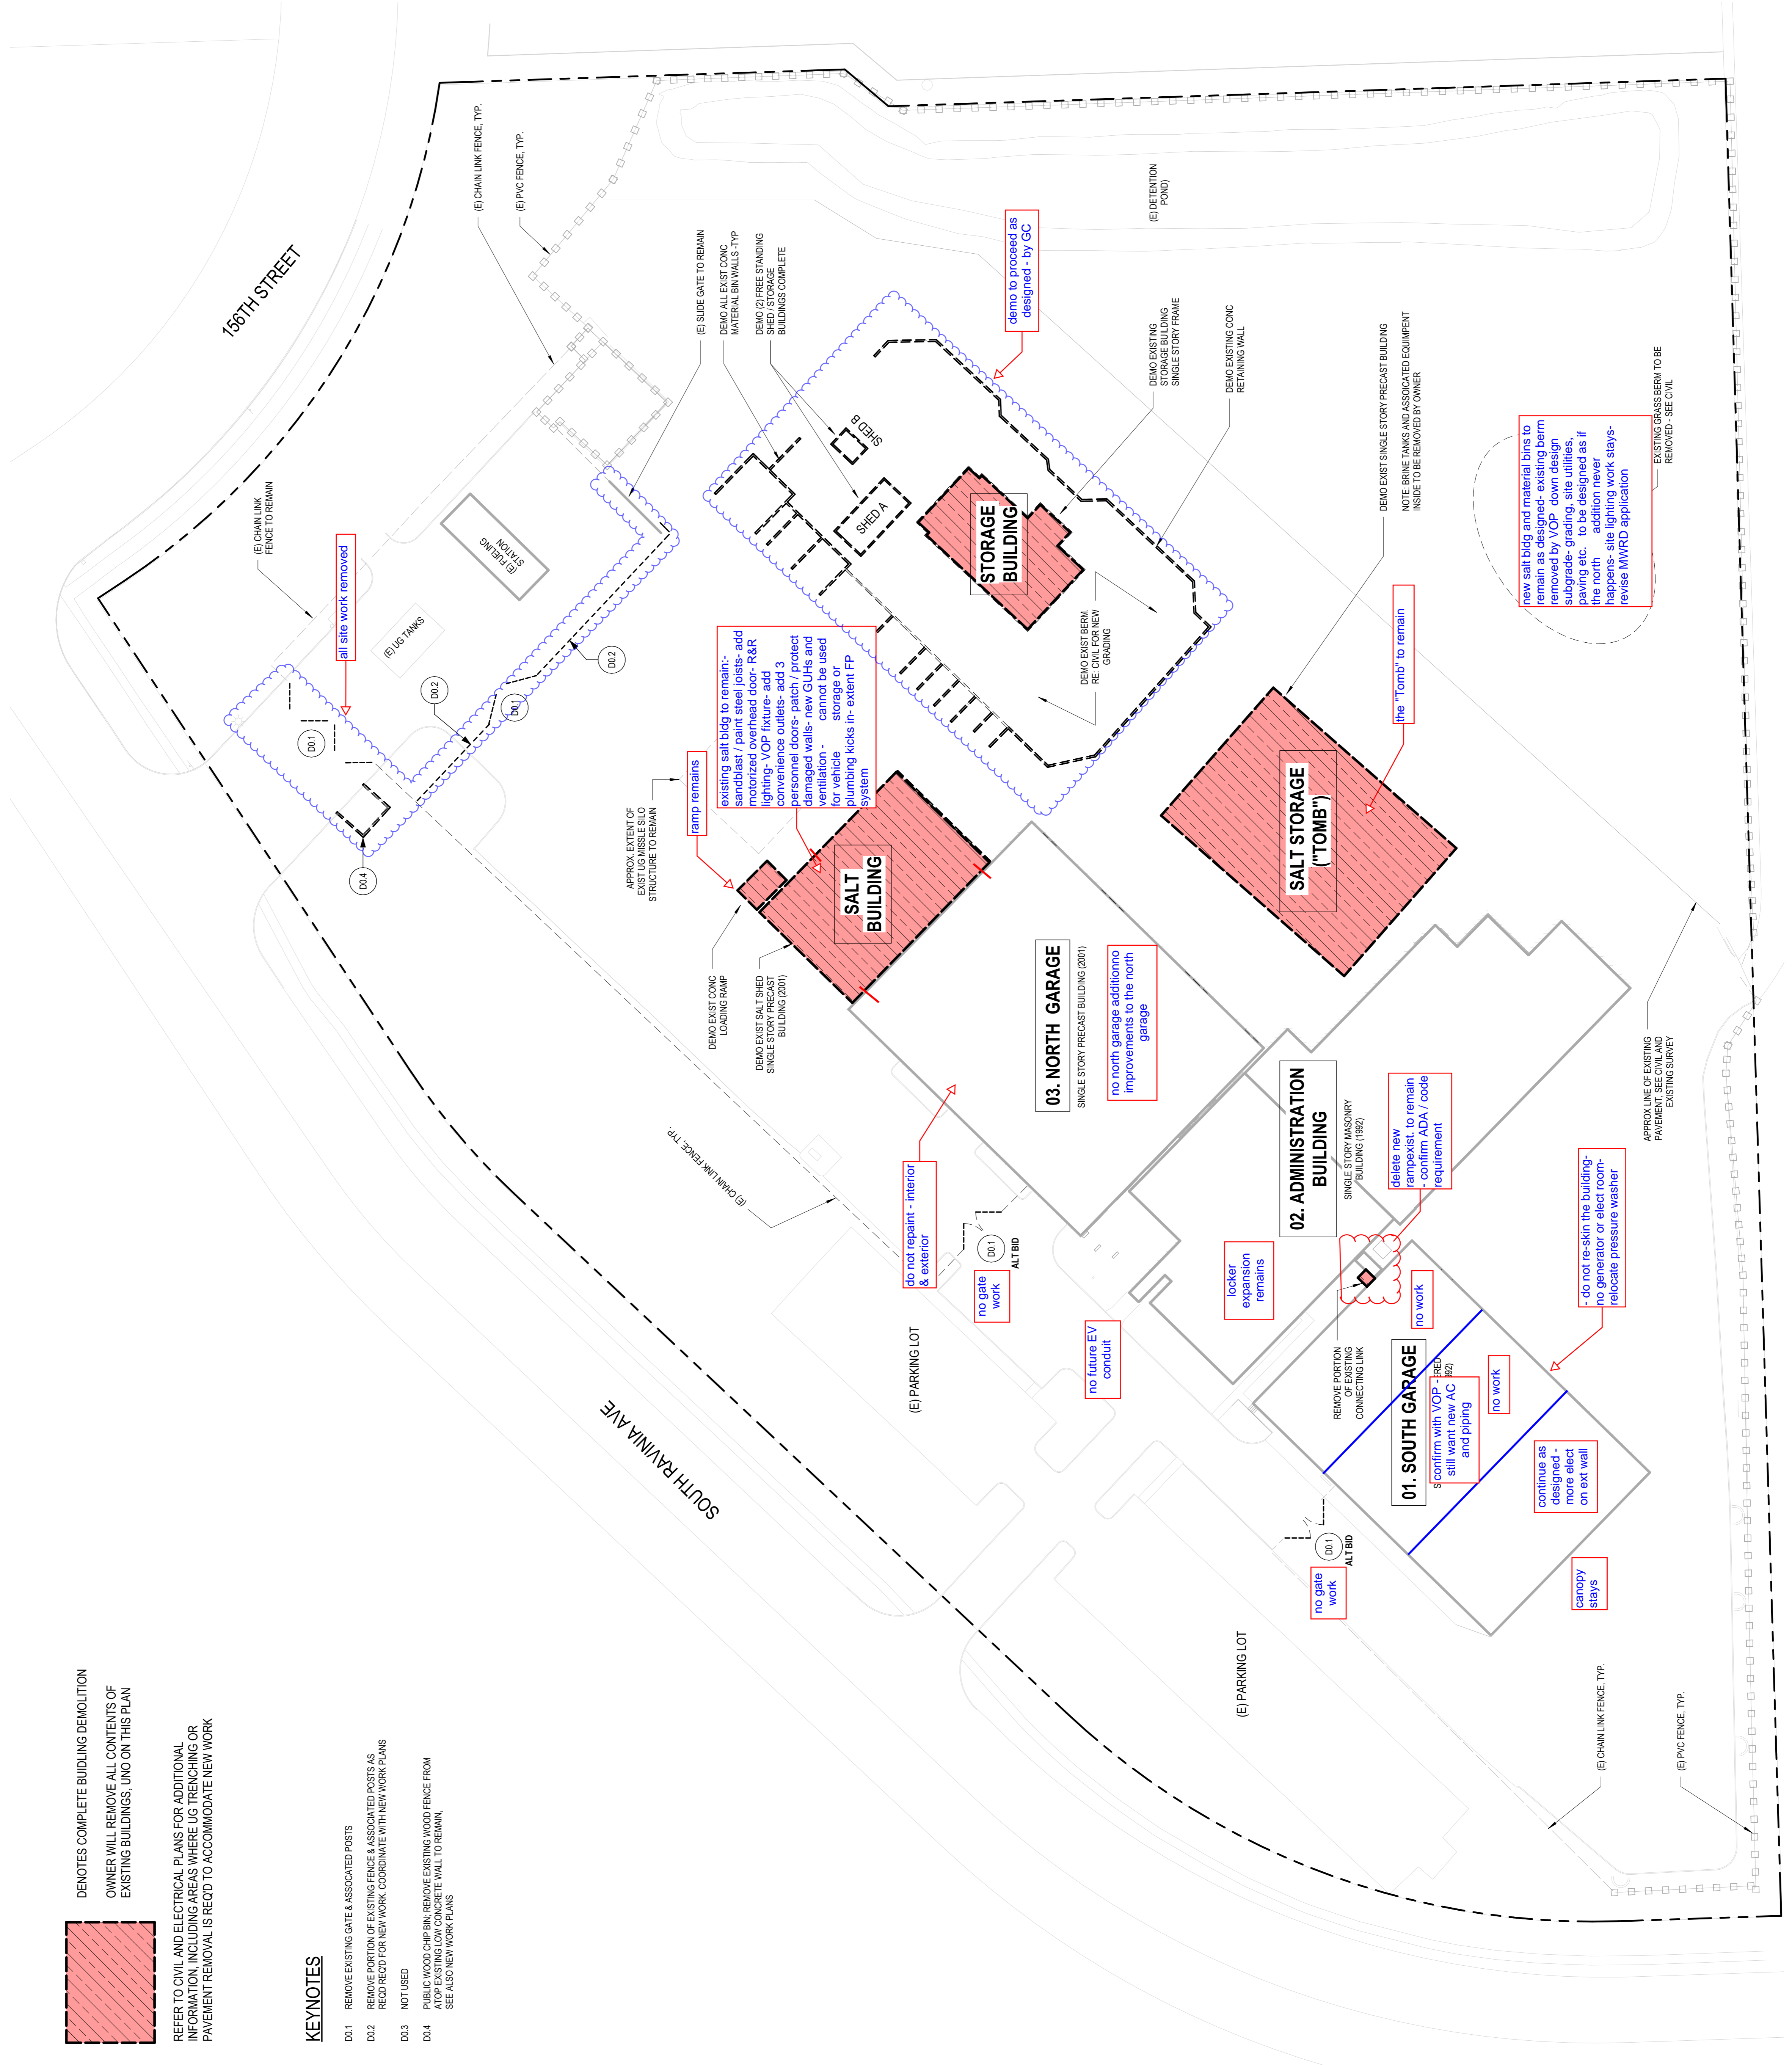 DENOTES COMPLETE BUIDLING DEMOLITION
OWNER WILL REMOVE ALL CONTENTS OF
EXISTING BUILDINGS, UNO ON THIS PLAN
REFER TO CIVIL AND ELECTRICAL PLANS FOR ADDITIONAL
INFORMATION, INCLUDING AREAS WHERE UG TRENCHING OR
PAVEMENT REMOVAL IS REQ'D TO ACCOMMODATE NEW WORK
KEYNOTES
D0.1 REMOVE EXISTING GATE & ASSOCATED POSTS
D0.2 REMOVE PORTION OF EXISTING FENCE & ASSOCIATED POSTS AS
REQD REQ'D FOR NEW WORK. COORDINATE WITH NEW WORK PLANS
D0.3 NOT USED
D0.4 PUBLIC WOOD CHIP BIN; REMOVE EXISTING WOOD FENCE FROM
ATOP EXISTING LOW CONCRETE WALL TO REMAIN,
SEE ALSO NEW WORK PLANS
156TH STREET
SOUTH RAVINIA AVE
(E) CHAIN LINK
FENCE TO REMAIN
all site work removed
(E) UG TANKS
(E) FUELING
STATION
D0.1
D0.4
D0.2
D0.1
D0.2
(E) CHAIN LINK FENCE, TYP.
(E) PVC FENCE, TYP.
(E) SLIDE GATE TO REMAIN
DEMO ALL EXIST CONC
MATERIAL BIN WALLS -TYP
DEMO (2) FREE STANDING
SHED / STORAGE
BUILDINGS COMPLETE
demo to proceed as
designed - by GC
(E) DETENTION
POND)
SHED B
SHED A
STORAGE
BUILDING
DEMO EXISTING
STORAGE BUILDING
SINGLE STORY FRAME
DEMO EXISTING CONC
RETAINING WALL
DEMO EXIST BERM.
RE: CIVIL FOR NEW
GRADING
APPROX. EXTENT OF
EXIST UG MISSLE SILO
STRUCTURE TO REMAIN
ramp remains
existing salt bldg to remain:-
sandblast / paint steel joists- add
motorized overhead door- R&R
lighting- VOP fixture- add
convenience outlets- add 3
personnel doors- patch / protect
damaged walls- new GUHs and
ventilation - cannot be used
for vehicle storage or
plumbing kicks in- extent FP
system
SALT
BUILDING
DEMO EXIST CONC
LOADING RAMP
DEMO EXIST SALT SHED
SINGLE STORY PRECAST
BUILDING (2001)
DEMO EXIST SINGLE STORY PRECAST BUILDING
NOTE: BRINE TANKS AND ASSOICATED EQUIMPENT
INSIDE TO BE REMOVED BY OWNER
the "Tomb" to remain
SALT STORAGE
("TOMB")
new salt bldg and material bins to
remain as designed- existing berm
removed by VOP down design
subgrade- grading, site utilities,
paving etc. to be designed as if
the north addition never
happens- site lighting work stays-
revise MWRD application
EXISTING GRASS BERM TO BE
REMOVED - SEE CIVIL
03. NORTH GARAGE
SINGLE STORY PRECAST BUILDING (2001)
no north garage additionno
improvements to the north
garage
(E) CHAIN LINK FENCE, TYP.
do not repaint - interior
& exterior
D0.1
ALT BID
no gate
work
02. ADMINISTRATION
BUILDING
SINGLE STORY MASONRY
BUILDING (1992)
delete new
rampexist. to remain
- confirm ADA / code
requirement
APPROX LINE OF EXISTING
PAVEMENT, SEE CIVIL AND
EXISTING SURVEY
locker
expansion
remains
no future EV
conduit
(E) PARKING LOT
REMOVE PORTION
OF EXISTING
CONNECTING LINK
no work
- do not re-skin the building-
no generator or elect room-
relocate pressure washer
01. SOUTH GARAGE
confirm with VOP -
still want new AC
and piping
no work
continue as
designed -
more elect
on ext wall
D0.1
ALT BID
no gate
work
canopy
stays
(E) PARKING LOT
(E) CHAIN LINK FENCE, TYP.
(E) PVC FENCE, TYP.